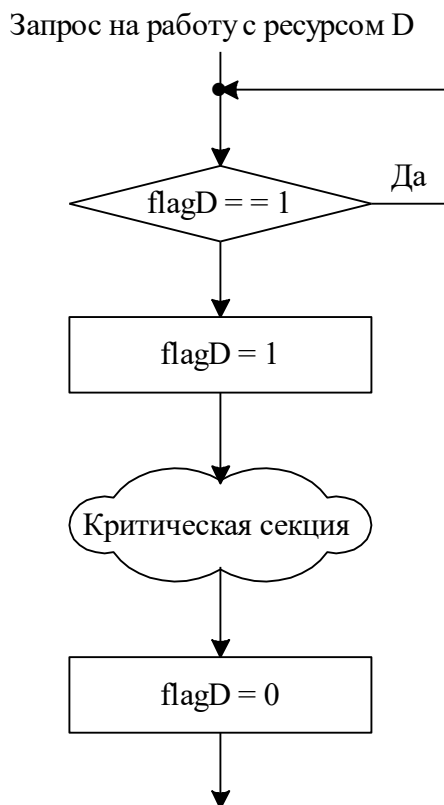 Запрос на работу с ресурсом D
Да
flagD = = 1
flagD = 1
Критическая секция
flagD = 0